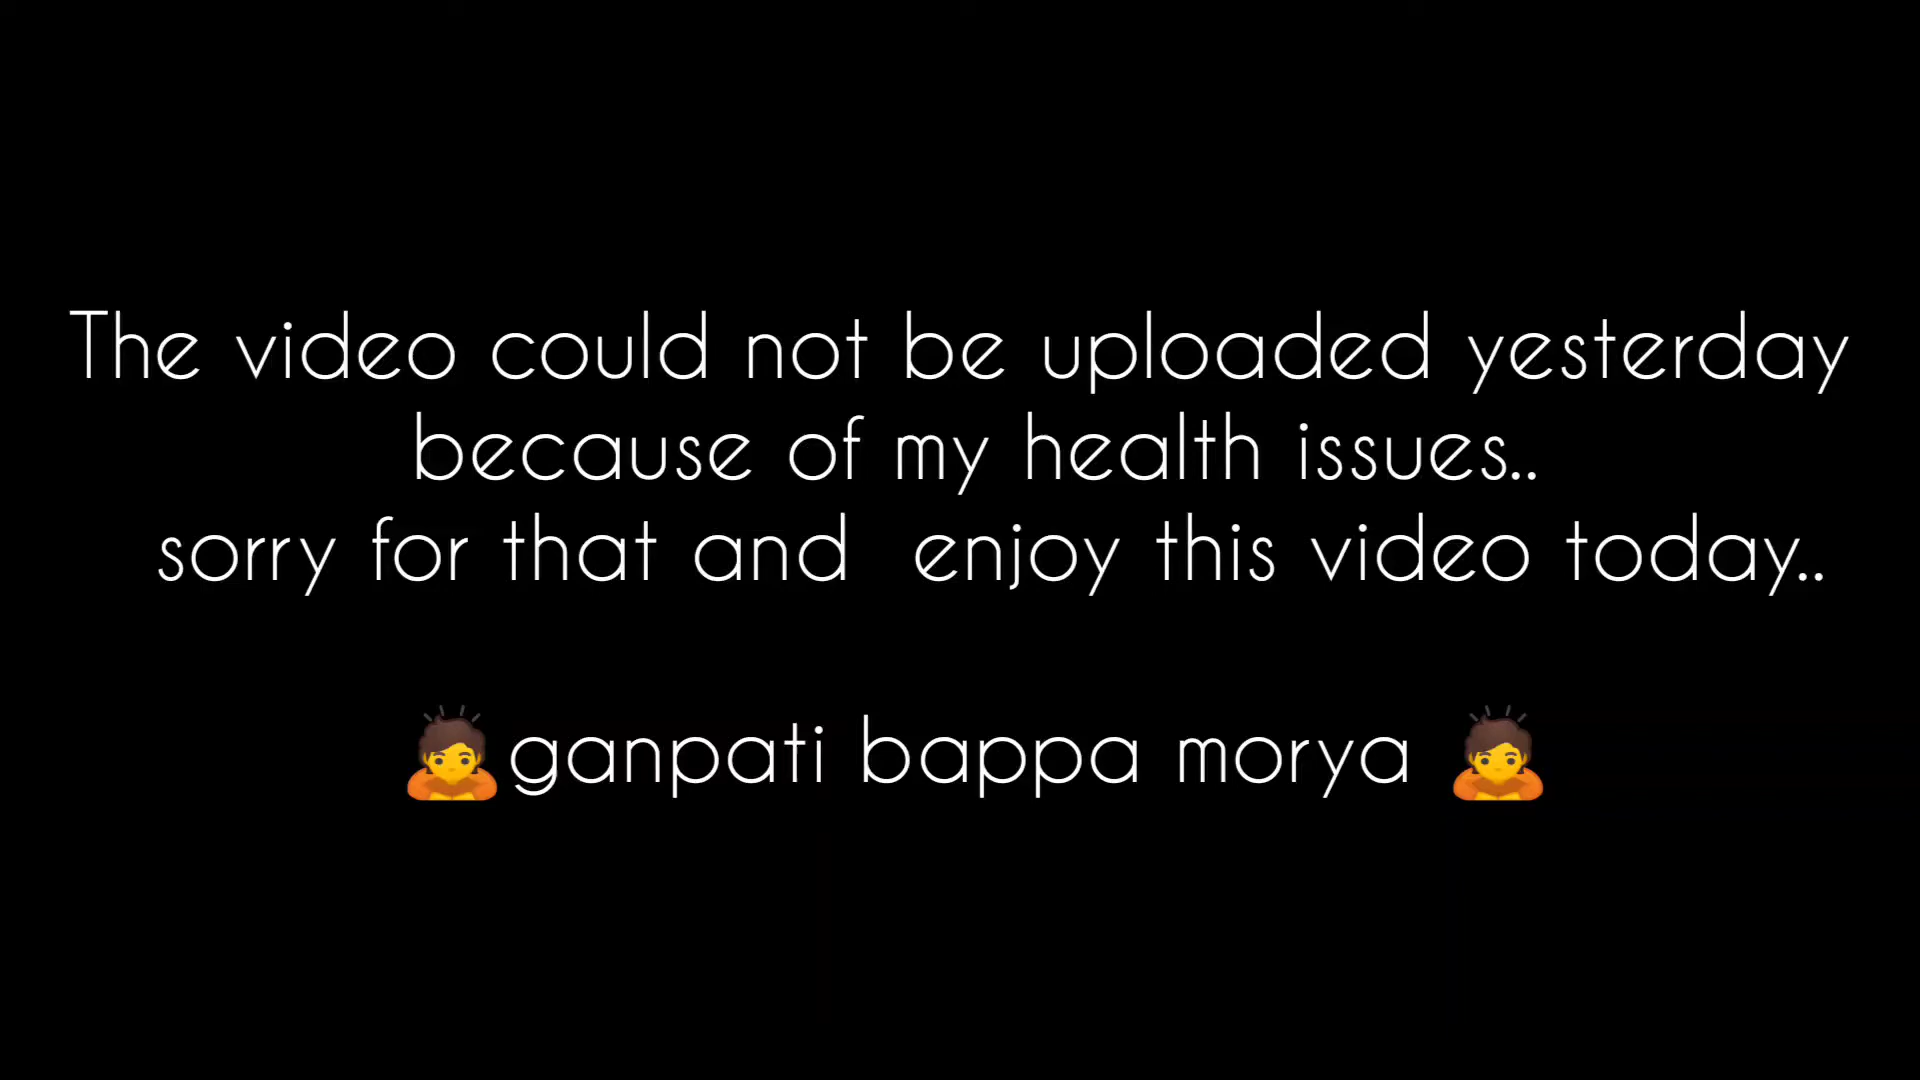 The video could not be uploaded yesterday
because of my health issues..
sorry for that and  enjoy this video today..
🙇ganpati bappa morya 🙇